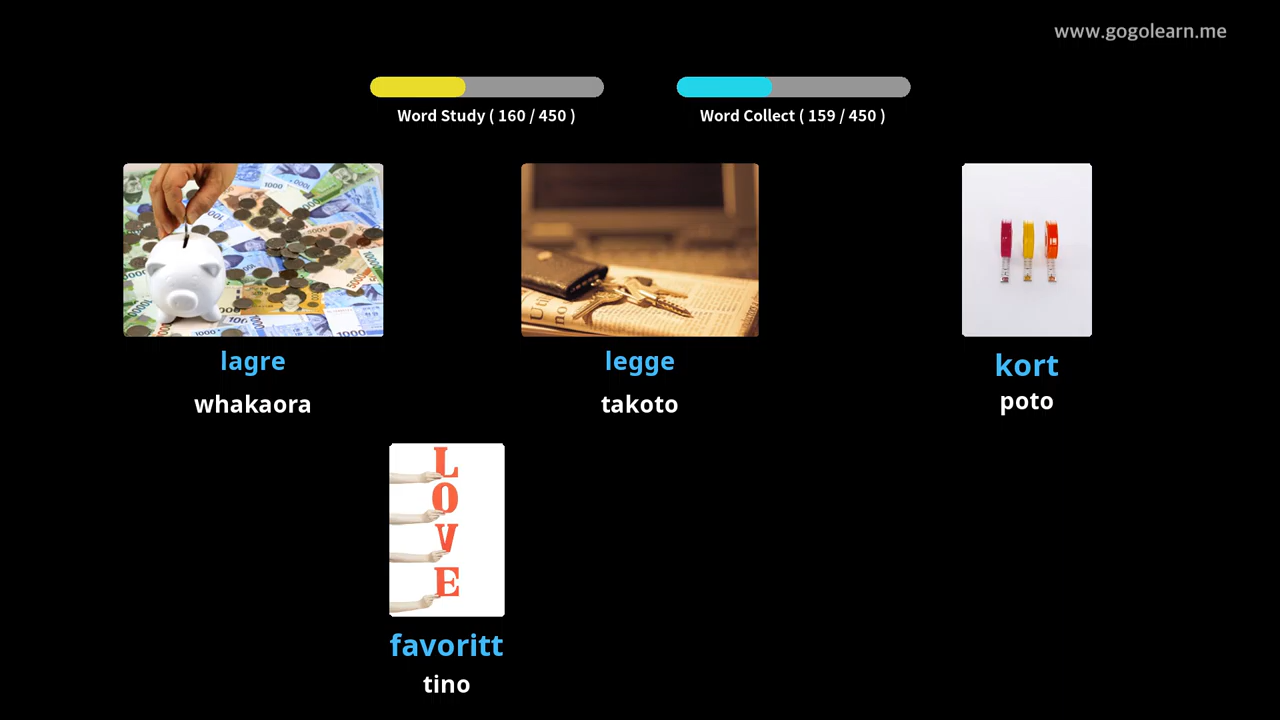 www.gogolearn.me
Word Study ( 160 / 450 )
Word Collect ( 159 / 450 )
lagre
whakaora
legge
takoto
kort
poto
L
O
V
E
favoritt
tino